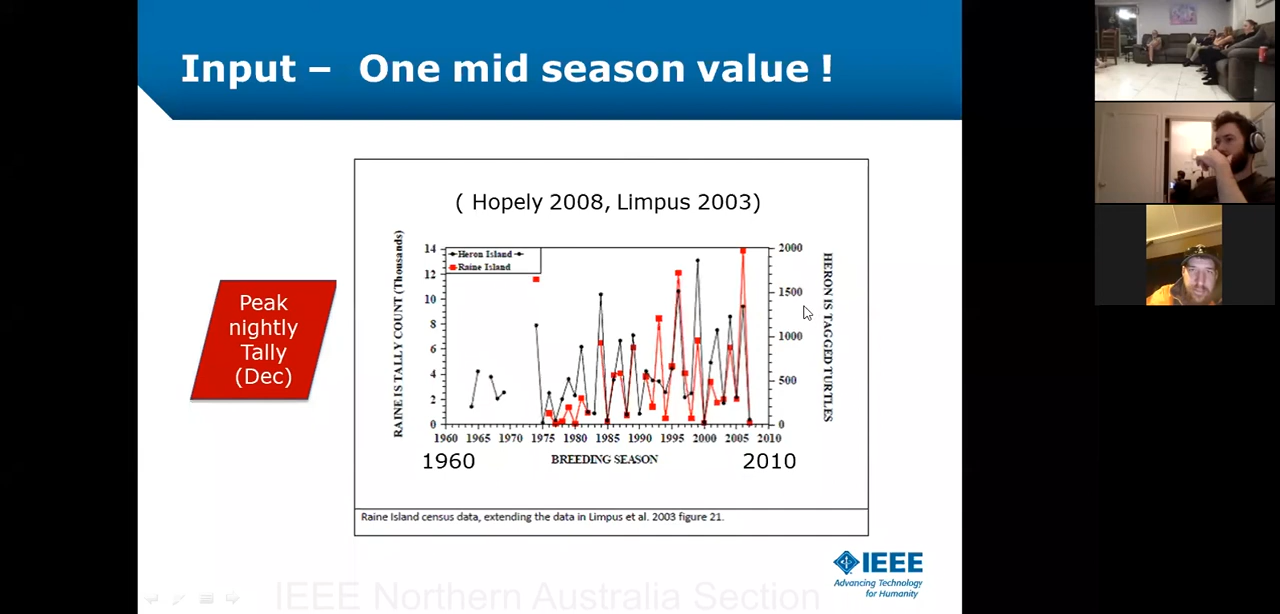 Input – One mid season value !
( Hopely 2008, Limpus 2003)
Peak
nightly
Tally
(Dec)
RAINE IS TALLY COUNT (Thousands)
14
12
10
8
6
4
2
0
Heron Island
Raine Island
2000
1500
1000
500
0
HERON IS TAGGED TURTLES
1960 1965 1970 1975 1980 1985 1990 1995 2000 2005 2010
1960 BREEDING SEASON 2010
Raine Island census data, extending the data in Limpus et al. 2003 figure 21.
IEEE
Advancing Technology
for Humanity
IEEE Northern Australia Section